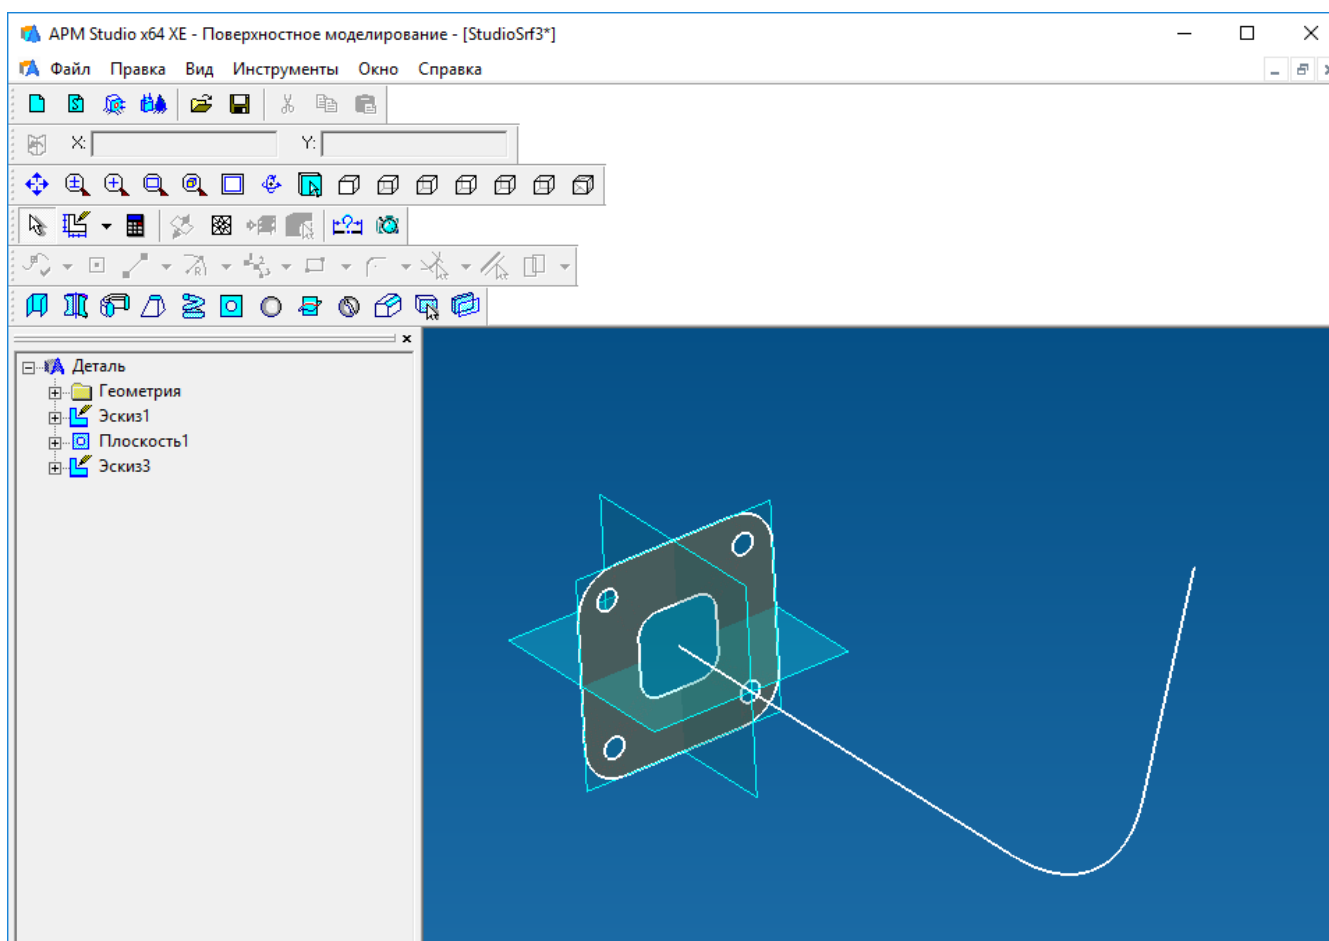 APM Studio x64 XE - Поверхностное моделирование - [StudioSrf3*]
Файл Правка Вид Инструменты Окно Справка
X: Y:
Деталь
Геометрия
Эскиз1
Плоскость1
Эскиз3